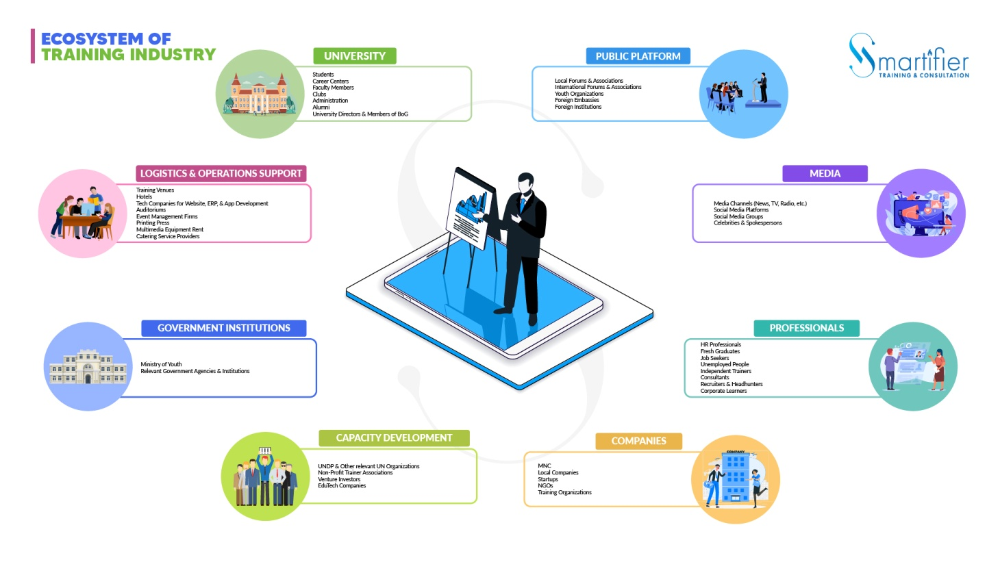 ECOSYSTEM OF
TRAINING INDUSTRY
Smartifier
TRAINING & CONSULTATION
UNIVERSITY
Students
Career Centers
Faculty Members
Clubs
Administration
Alumni
University Directors & Members of BoG
PUBLIC PLATFORM
Local Forums & Associations
International Forums & Associations
Youth Organizations
Foreign Embassies
Foreign Institutions
LOGISTICS & OPERATIONS SUPPORT
Training Venues
Hotels
Tech Companies for Website, ERP, & App Development
Auditoriums
Event Management Firms
Printing Press
Multimedia Equipment Rent
Catering Service Providers
MEDIA
Media Channels (News, TV, Radio, etc.)
Social Media Platforms
Social Media Groups
Celebrities & Spokespersons
GOVERNMENT INSTITUTIONS
Ministry of Youth
Relevant Government Agencies & Institutions
PROFESSIONALS
HR Professionals
Fresh Graduates
Job Seekers
Unemployed People
Independent Trainers
Consultants
Recruiters & Headhunters
Corporate Learners
CAPACITY DEVELOPMENT
UNDP & Other relevant UN Organizations
Non-Profit Trainer Associations
Venture Investors
EduTech Companies
COMPANIES
MNC
Local Companies
Startups
NGOs
Training Organizations
COMPANY